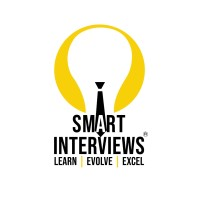 SMART
INTERVIEWS®
LEARN | EVOLVE | EXCEL